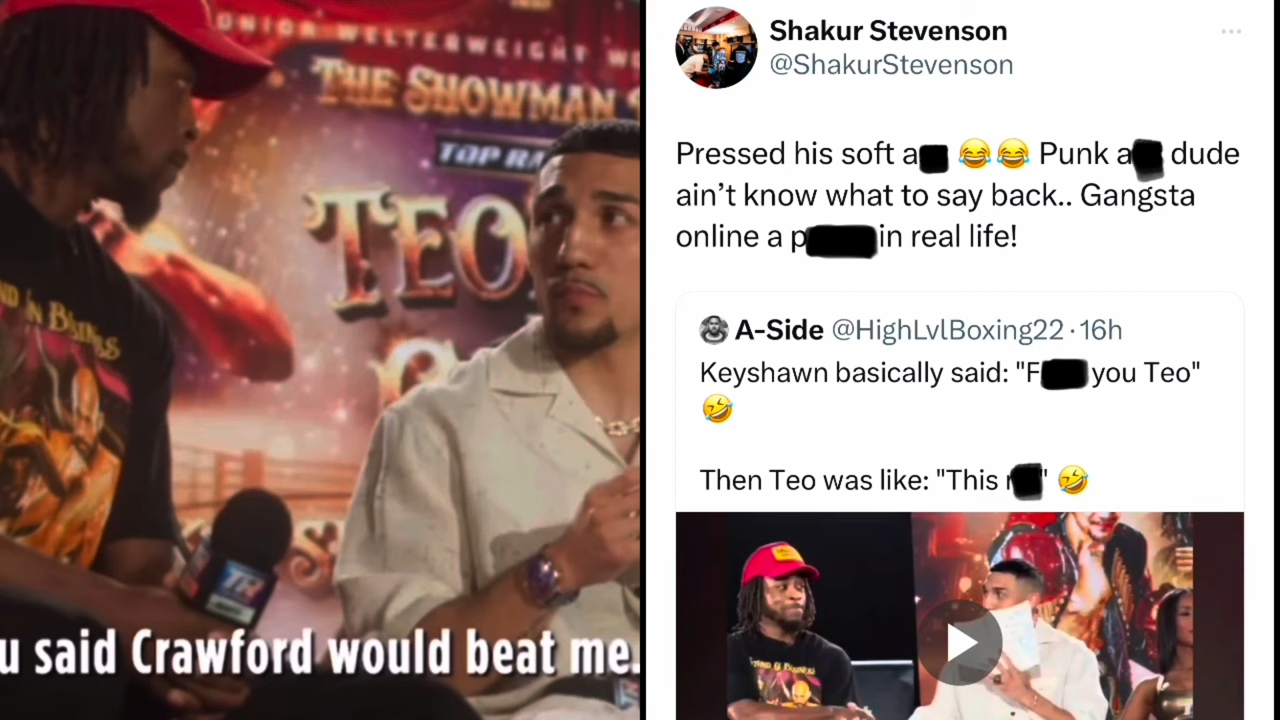 THE SHOWMAN
TOP RA
TEO
u said Crawford would beat me.
Shakur Stevenson
@ShakurStevenson
Pressed his soft a 😂😂 Punk a dude
ain't know what to say back.. Gangsta
online a p in real life!
A-Side @HighLvlBoxing22 · 16h
Keyshawn basically said: "F you Teo"
🤣
Then Teo was like: "This " 🤣